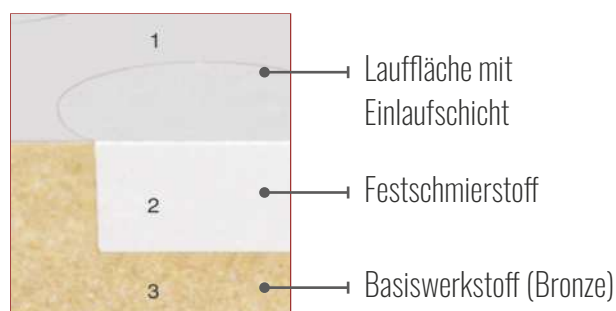 1
Lauffläche mit
Einlaufschicht
2
Festschmierstoff
3
Basiswerkstoff (Bronze)